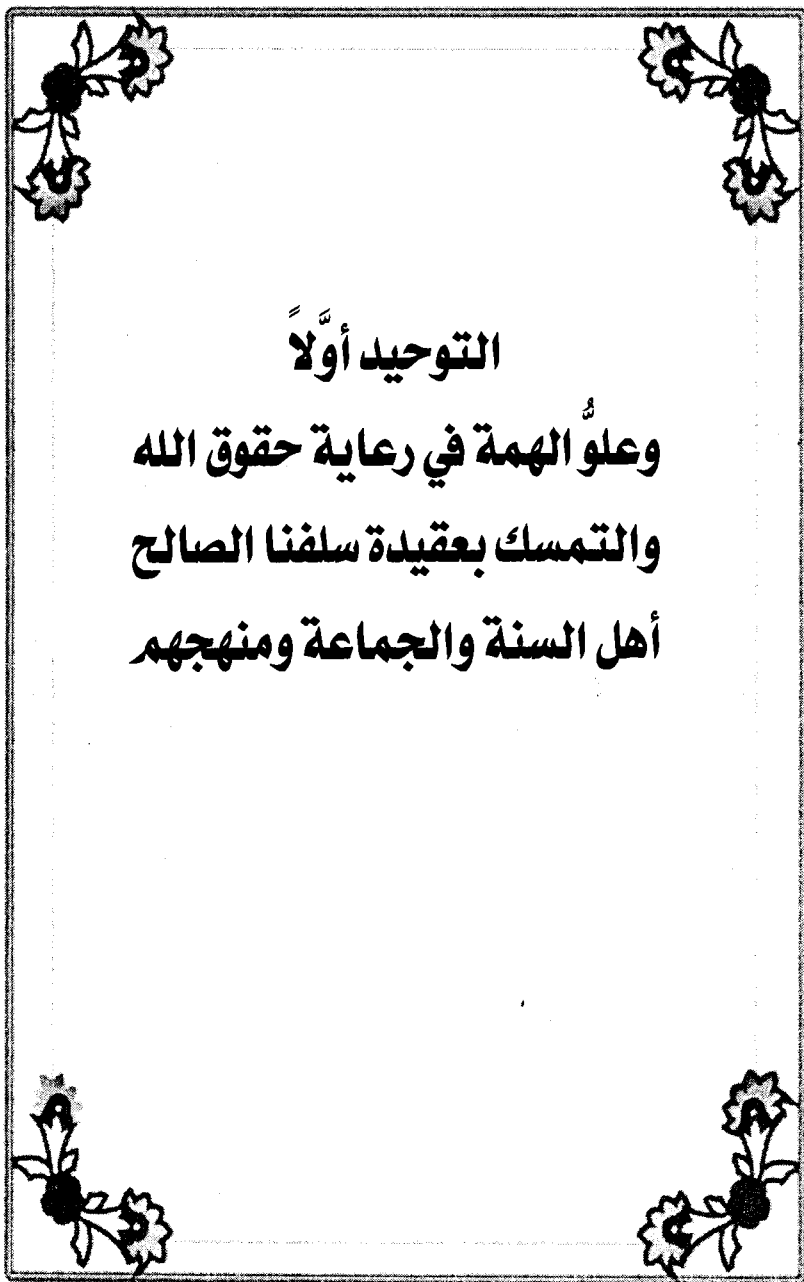 التوحيد أوَّلاً
وعلوُّ الهمة في رعاية حقوق الله
والتمسك بعقيدة سلفنا الصالح
أهل السنة والجماعة ومنهجهم